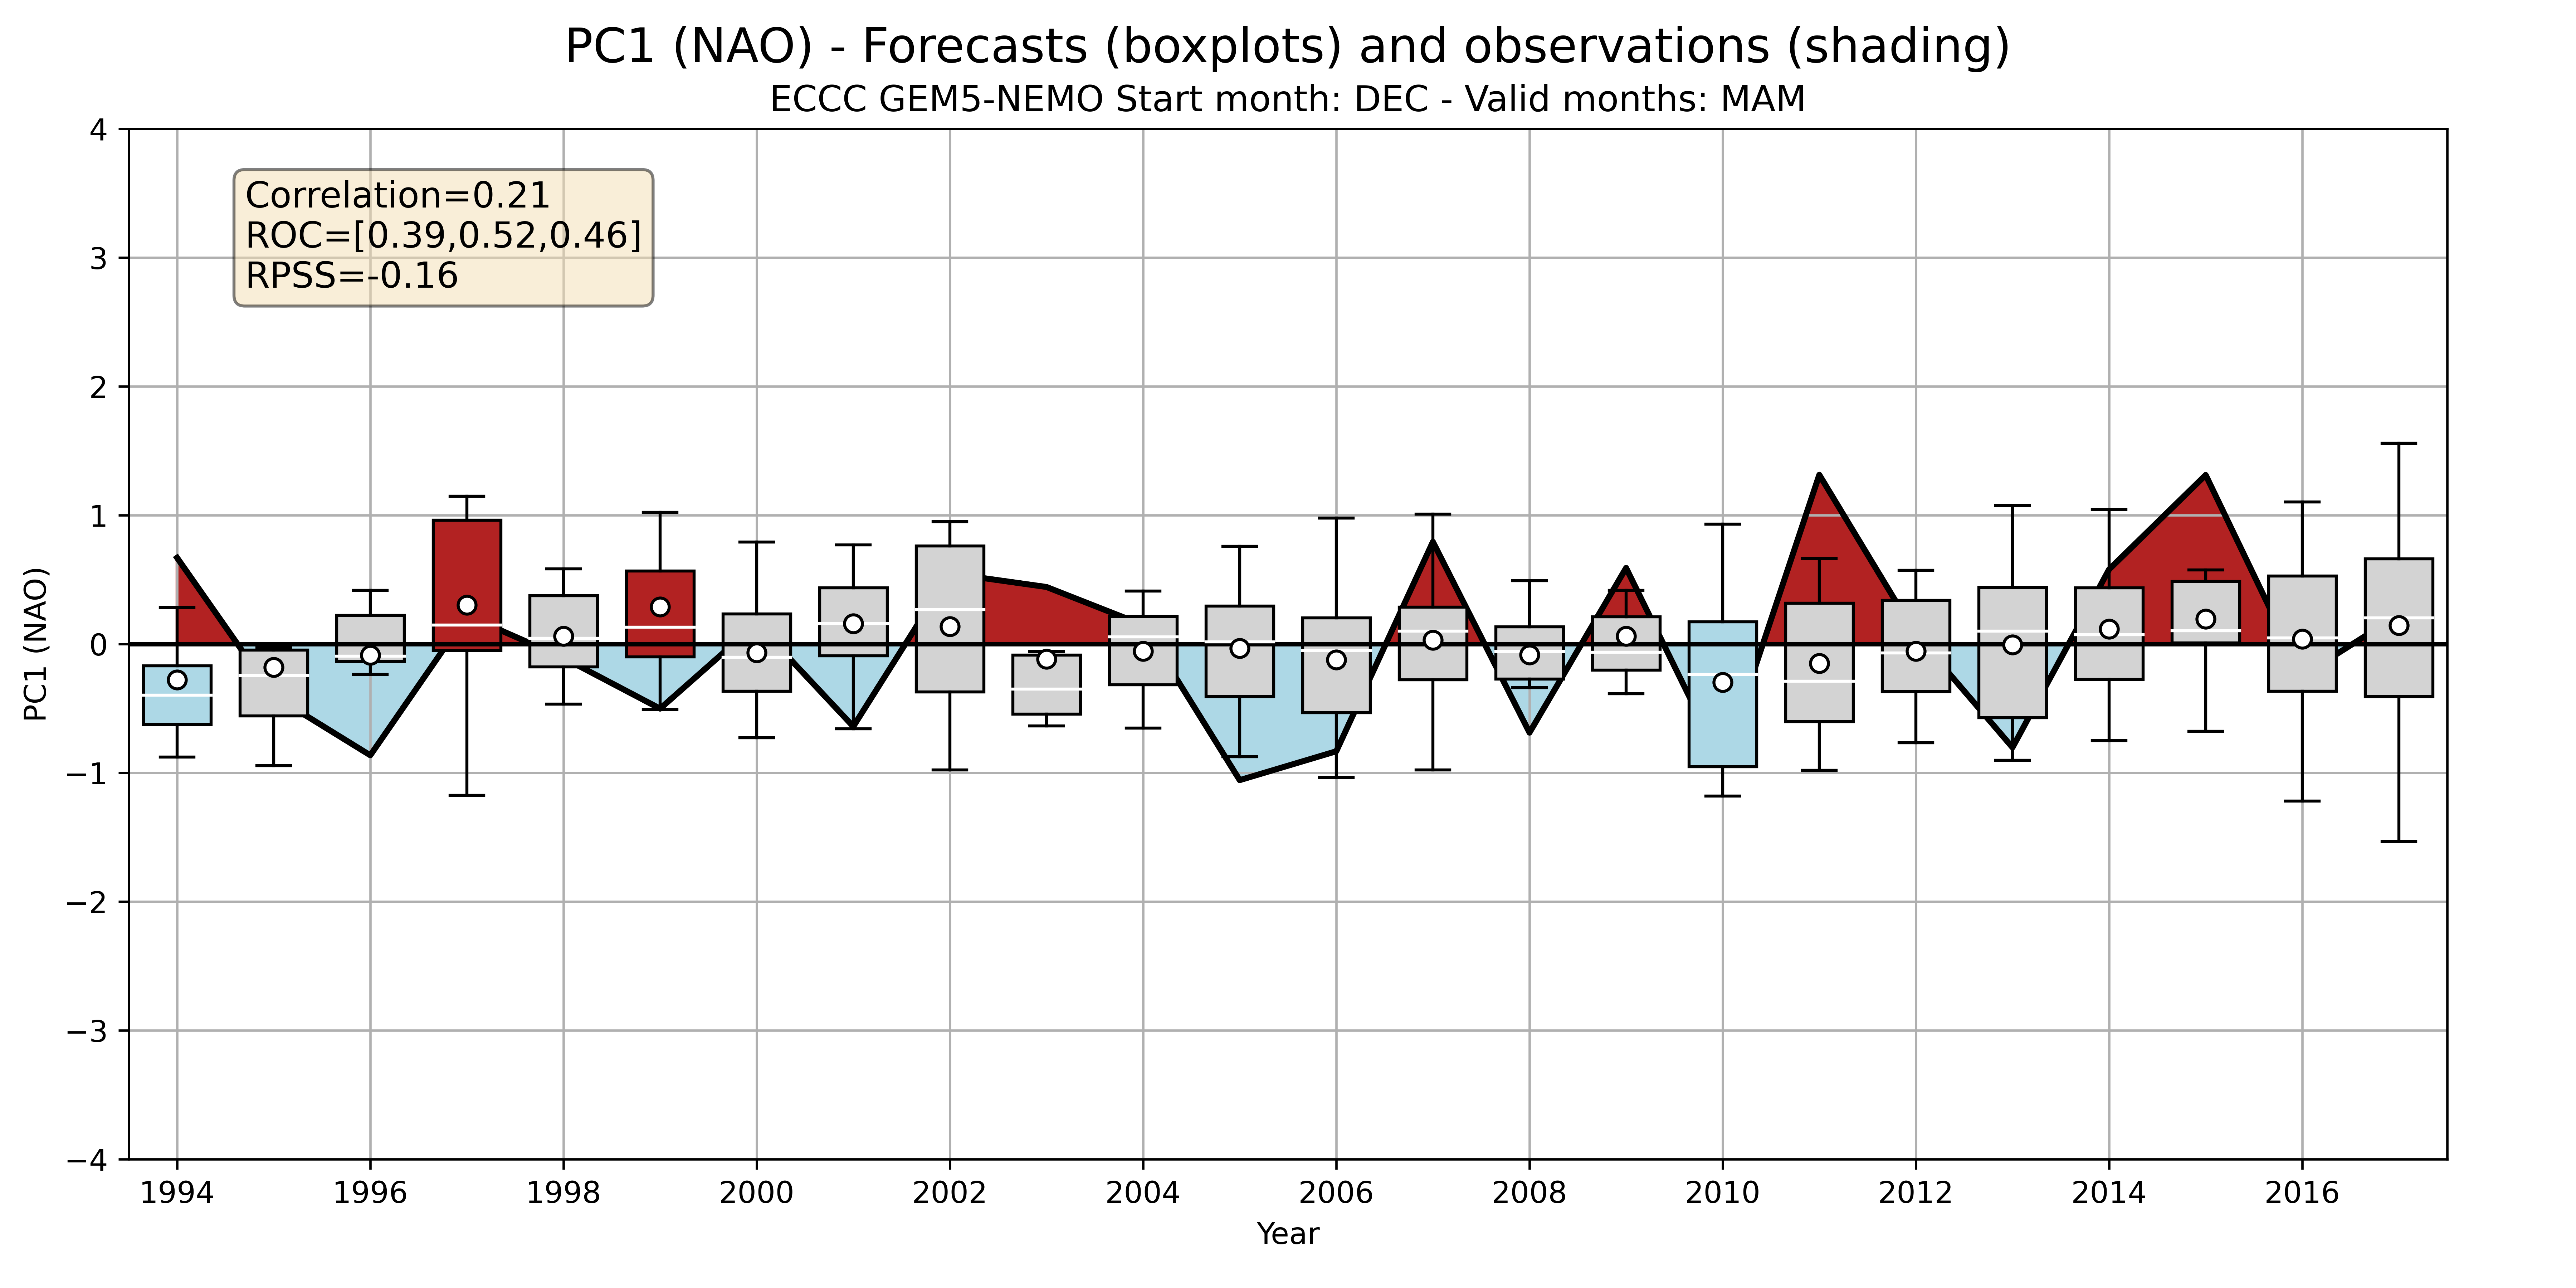 PC1 (NAO) - Forecasts (boxplots) and observations (shading)
ECCC GEM5-NEMO Start month: DEC - Valid months: MAM
Correlation=0.21
ROC=[0.39,0.52,0.46]
RPSS=-0.16
PC1 (NAO)
4
3
2
1
0
−1
−2
−3
−4
1994 1996 1998 2000 2002 2004 2006 2008 2010 2012 2014 2016
Year